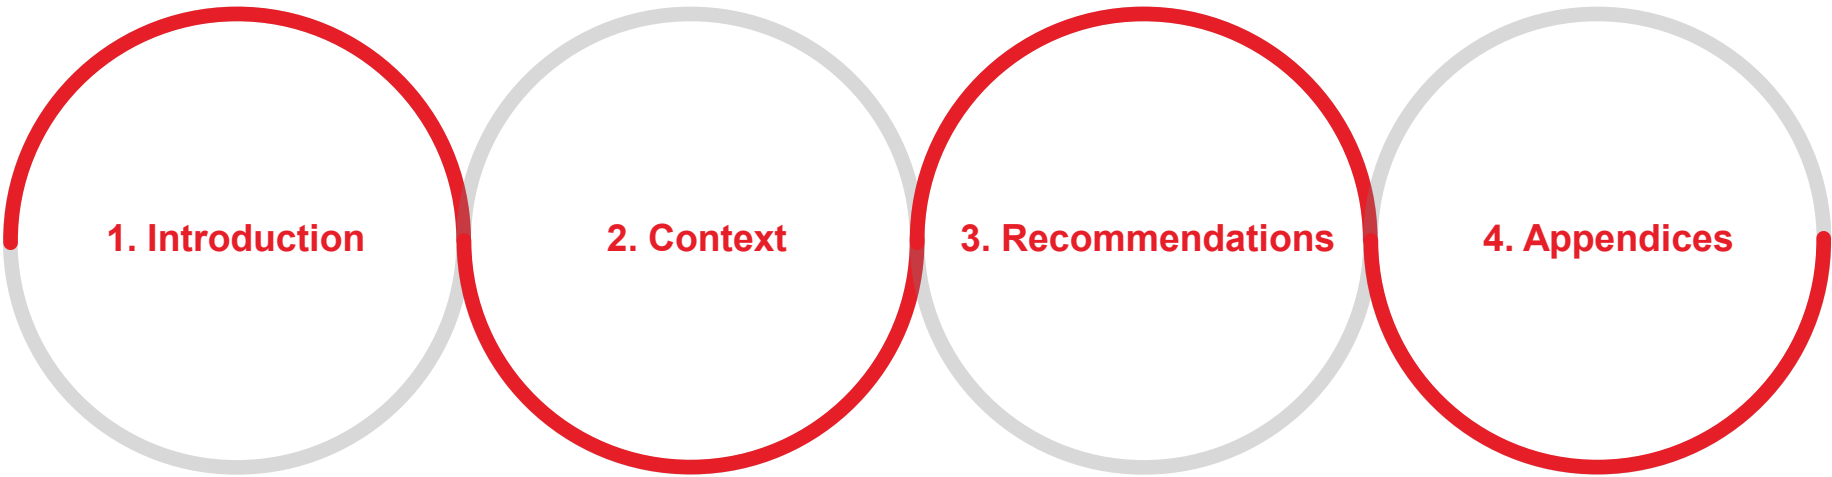 1. Introduction
2. Context
3. Recommendations
4. Appendices